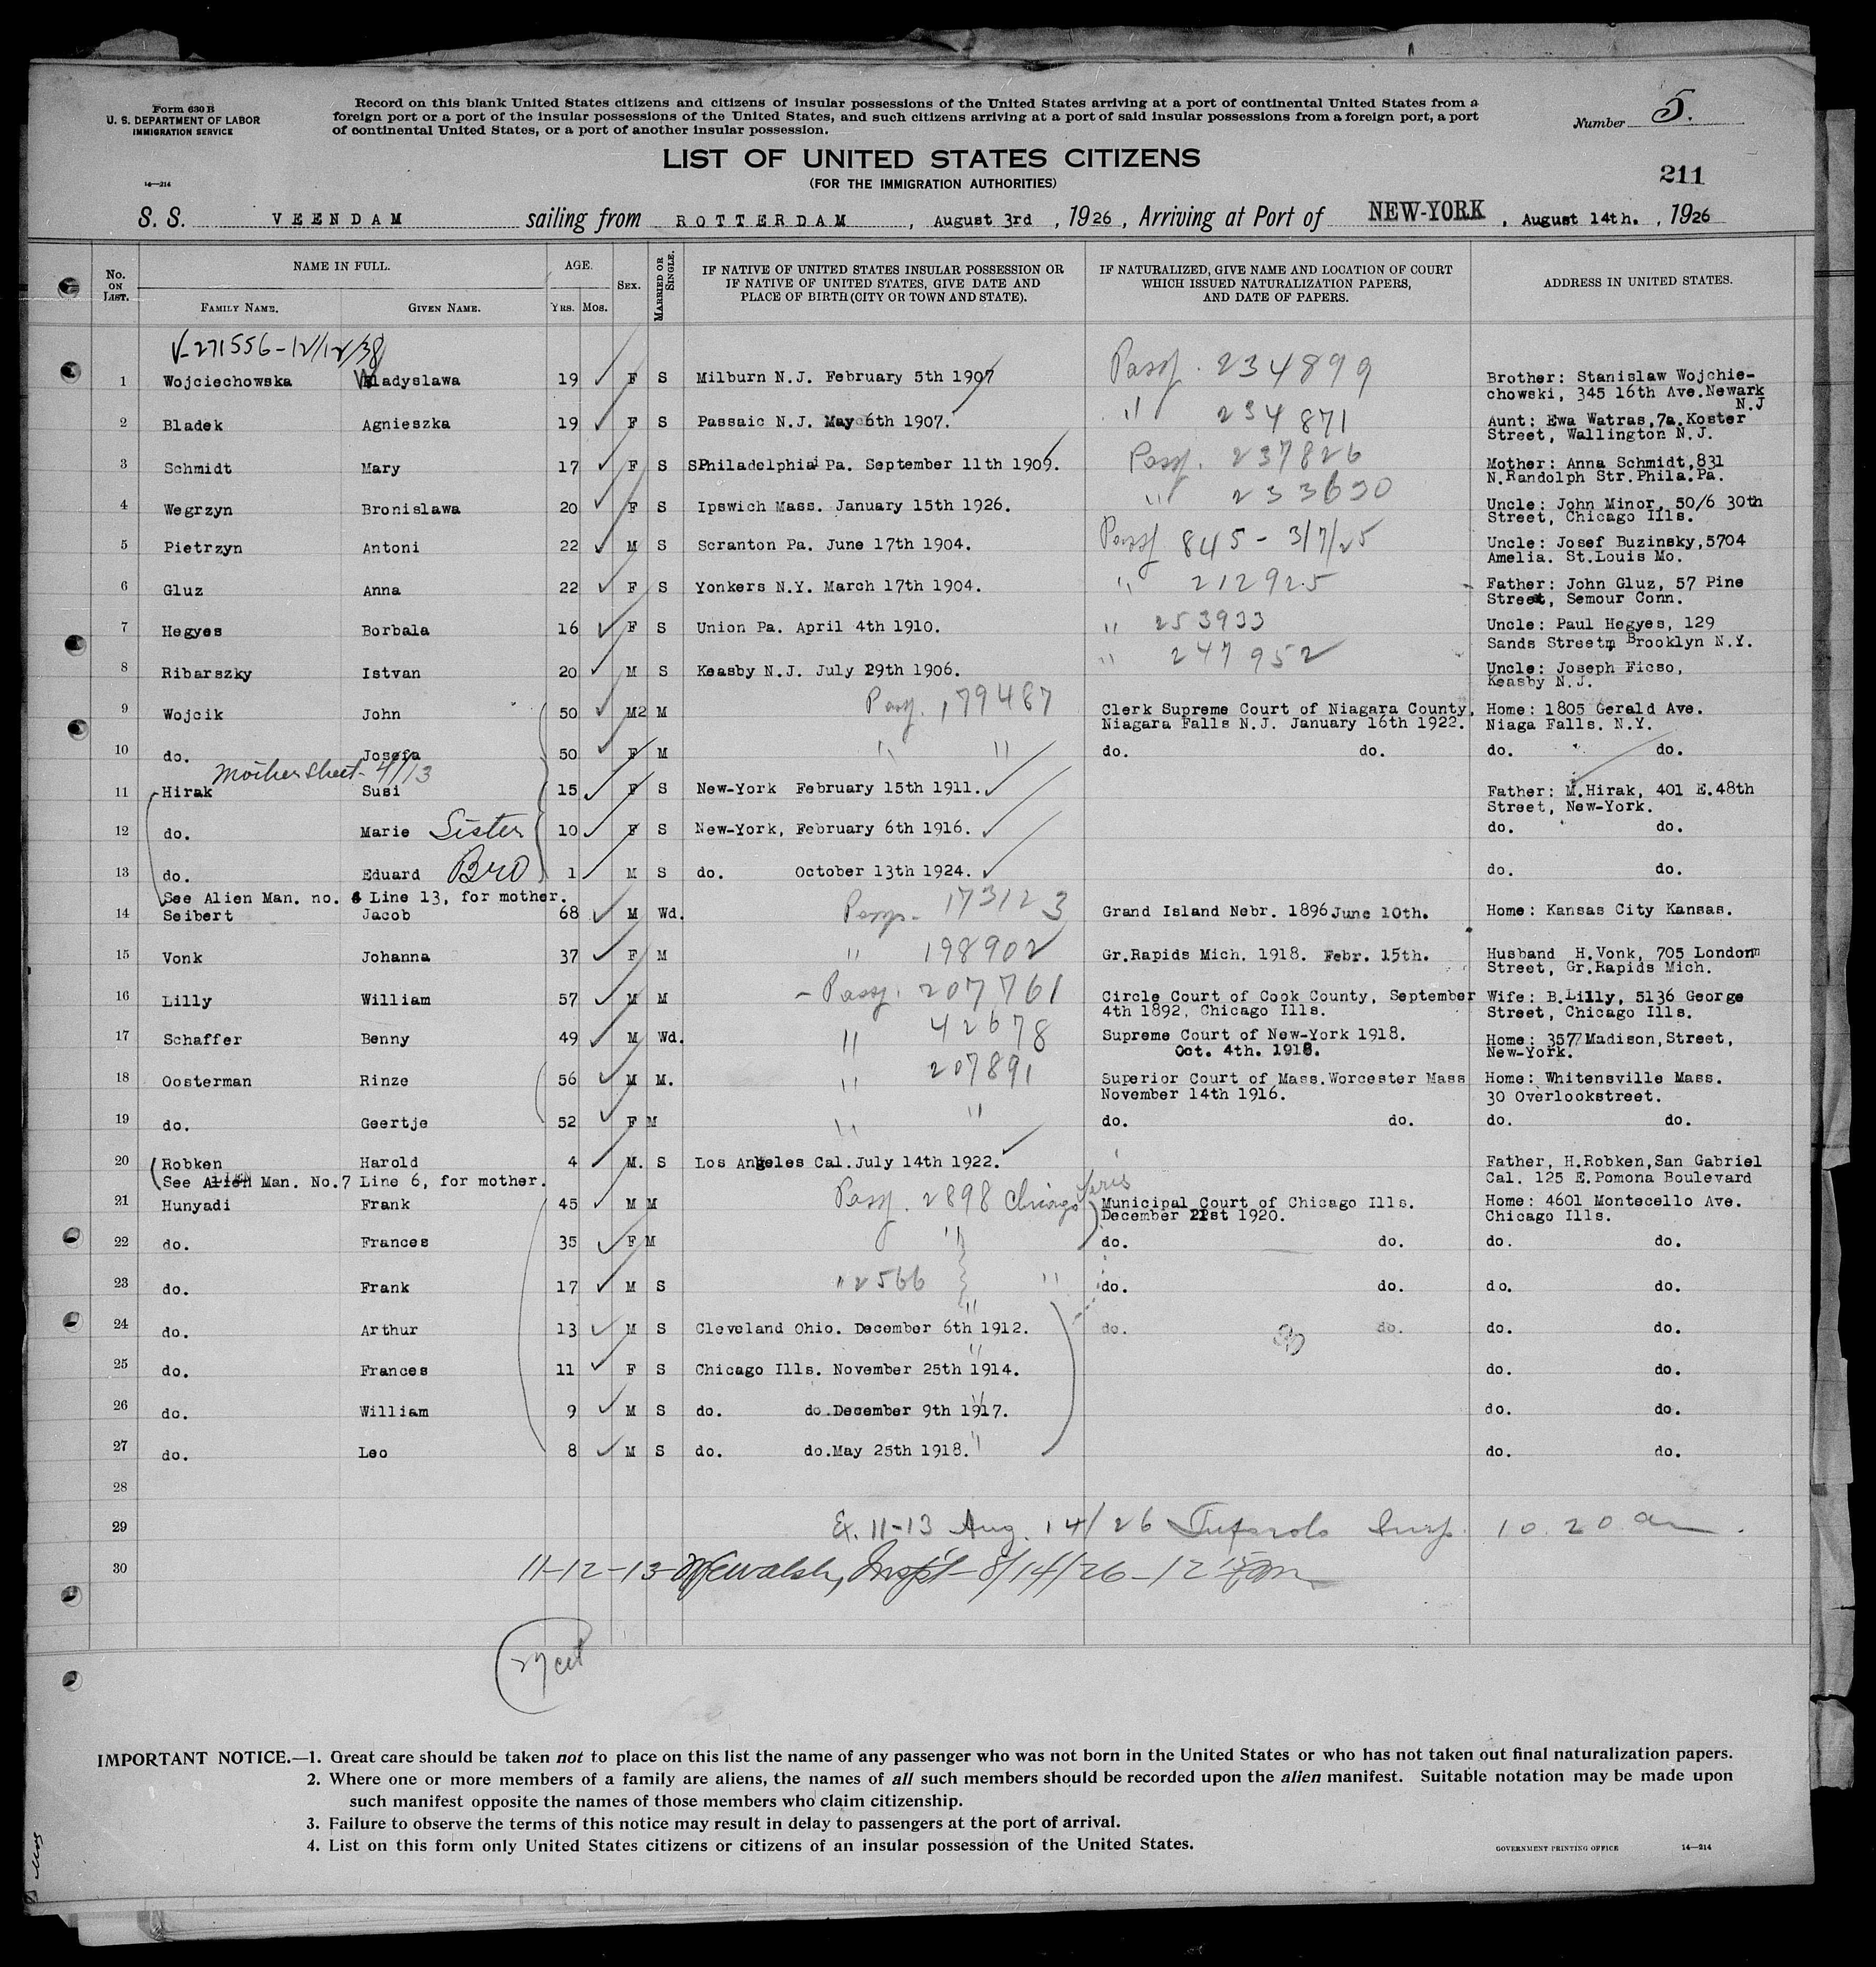 Form 630 B
U. S. DEPARTMENT OF LABOR
IMMIGRATION SERVICE
14—214
Record on this blank United States citizens and citizens of insular possessions of the United States arriving at a port of continental United States from a
foreign port or a port of the insular possessions of the United States, and such citizens arriving at a port of said insular possessions from a foreign port, a port
of continental United States, or a port of another insular possession.
Number 5.
LIST OF UNITED STATES CITIZENS
(FOR THE IMMIGRATION AUTHORITIES)
211
S. S. VEENDAM sailing from ROTTERDAM, August 3rd, 1926, Arriving at Port of NEW-YORK, August 14th., 1926
No. ON LIST. NAME IN FULL. AGE. SEX. MARRIED OR SINGLE. IF NATIVE OF UNITED STATES INSULAR POSSESSION OR IF NATIVE OF UNITED STATES, GIVE DATE AND PLACE OF BIRTH (CITY OR TOWN AND STATE). IF NATURALIZED, GIVE NAME AND LOCATION OF COURT WHICH ISSUED NATURALIZATION PAPERS, AND DATE OF PAPERS. ADDRESS IN UNITED STATES.
FAMILY NAME. GIVEN NAME. YRS. MOS.
V-271556-12/12/38
1 Wojciechowska Wladyslawa 19 F S Milburn N.J. February 5th 1907 Passp. 234899 Brother: Stanislaw Wojchie-
chowski, 345 16th Ave.Newark
N.J
2 Bladek Agnieszka 19 F S Passaic N.J. May 6th 1907. " 234871 Aunt: Ewa Watras,7a.Koster
Street, Wallington N.J.
3 Schmidt Mary 17 F S Philadelphia Pa. September 11th 1909. Passp. 237826 Mother: Anna Schmidt,831
N.Randolph Str.Phila.Pa.
4 Wegrzyn Bronislawa 20 F S Ipswich Mass. January 15th 1926. " 233690 Uncle: John Minor, 50/6 30th
Street, Chicago Ills.
5 Pietrzyn Antoni 22 M S Scranton Pa. June 17th 1904. Passp 845 - 3/7/25 Uncle: Josef Buzinsky,5704
Amelia. St.Louis Mo.
6 Gluz Anna 22 F S Yonkers N.Y. March 17th 1904. " 212925 Father: John Gluz, 57 Pine
Street, Semour Conn.
7 Hegyes Borbala 16 F S Union Pa. April 4th 1910. " 253933 Uncle: Paul Hegyes, 129
Sands Streetm Brooklyn N.Y.
8 Ribarszky Istvan 20 M S Keasby N.J. July 29th 1906. " 247952 Uncle: Joseph Ficso,
Keasby N.J.
9 Wojcik John 50 M2 M Passp. 179487 Clerk Supreme Court of Niagara County, Home: 1805 Gerald Ave.
Niagara Falls N.J. January 16th 1922. Niaga Falls. N.Y.
10 do. Josefa 50 F M " " do. do. do. do.
Mother sheet- 4/13
11 Hirak Susi 15 F S New-York February 15th 1911. Father: M.Hirak, 401 E.48th
Street, New-York.
12 do. Marie Sister 10 F S New-York, February 6th 1916. do. do.
13 do. Eduard Bro 1 M S do. October 13th 1924. do. do.
See Alien Man. no. 4 Line 13, for mother.
14 Seibert Jacob 68 M Wd. Passp- 173123 Grand Island Nebr. 1896 June 10th. Home: Kansas City Kansas.
15 Vonk Johanna 37 F M " 198902 Gr.Rapids Mich. 1918. Febr. 15th. Husband H.Vonk, 705 Londonm
Street, Gr.Rapids Mich.
16 Lilly William 57 M M - Passp. 207761 Circle Court of Cook County, September Wife: B.Lilly, 5136 George
4th 1892, Chicago Ills. Street, Chicago Ills.
17 Schaffer Benny 49 M Wd. " 42678 Supreme Court of New-York 1918. Home: 357 Madison,Street,
Oct. 4th. 1918. New-York.
18 Oosterman Rinze 56 M M. " 207891 Superior Court of Mass.Worcester Mass Home: Whitensville Mass.
November 14th 1916. 30 Overlookstreet.
19 do. Geertje 52 F M " " do. do. do. do.
20 Robken Harold 4 M. S Los Angeles Cal.July 14th 1922. Father, H.Robken,San Gabriel
See Alien Man. No.7 Line 6, for mother. Cal. 125 E.Pomona Boulevard
21 Hunyadi Frank 45 M M Passp. 2898 Chicago Series Municipal Court of Chicago Ills. Home: 4601 Montecello Ave.
December 21st 1920. Chicago Ills.
22 do. Frances 35 F M " do. do. do. do.
23 do. Frank 17 M S " 2566 " do. do. do. do.
24 do. Arthur 13 M S Cleveland Ohio. December 6th 1912. " do. do. do. do.
25 do. Frances 11 F S Chicago Ills. November 25th 1914. " do. do.
26 do. William 9 M S do. do.December 9th 1917. " do. do.
27 do. Leo 8 M S do. do.May 25th 1918. " do. do.
28
29 Ex. 11-13 Aug. 14/26 Insp. 10.20 am.
30 11-12-13- Walsh, Insp't- 8/14/26-12
27 cit
IMPORTANT NOTICE.—1. Great care should be taken not to place on this list the name of any passenger who was not born in the United States or who has not taken out final naturalization papers.
2. Where one or more members of a family are aliens, the names of all such members should be recorded upon the alien manifest. Suitable notation may be made upon
such manifest opposite the names of those members who claim citizenship.
3. Failure to observe the terms of this notice may result in delay to passengers at the port of arrival.
4. List on this form only United States citizens or citizens of an insular possession of the United States.
GOVERNMENT PRINTING OFFICE 14—214